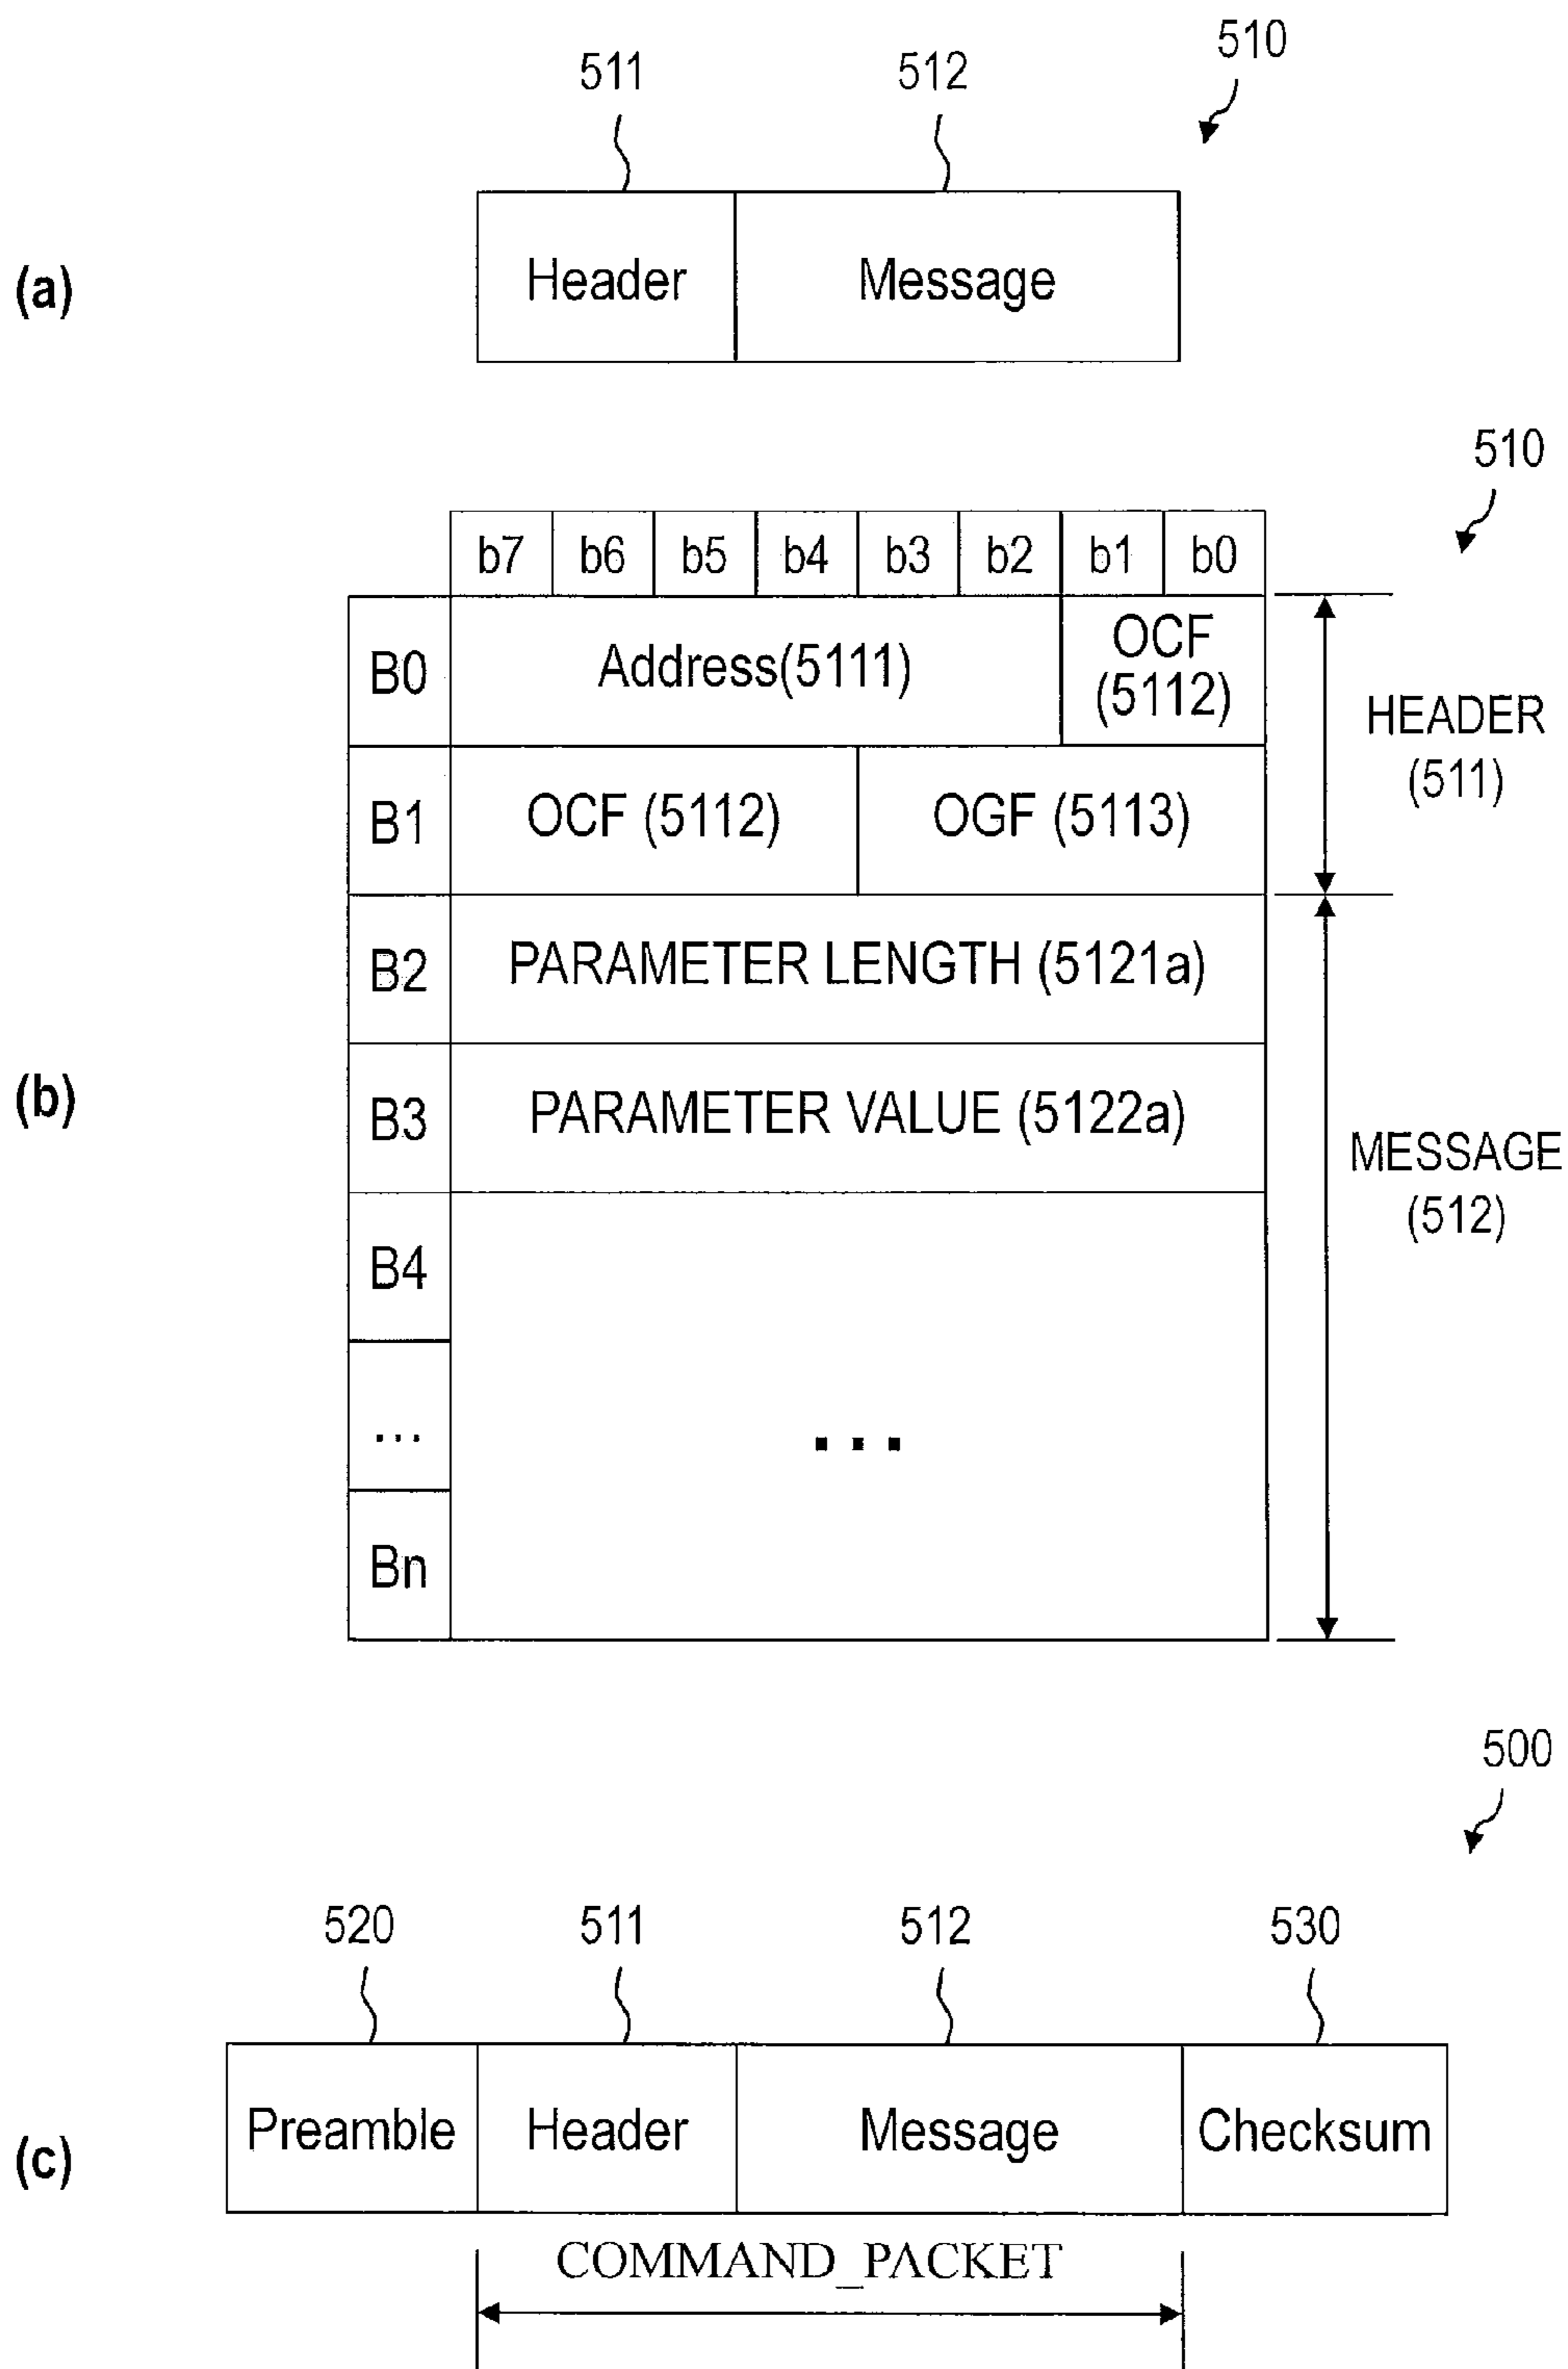 510
511 512
(a) Header Message
510
b7 b6 b5 b4 b3 b2 b1 b0
B0 Address(5111) OCF (5112)
HEADER (511)
B1 OCF (5112) OGF (5113)
B2 PARAMETER LENGTH (5121a)
(b)
B3 PARAMETER VALUE (5122a)
MESSAGE (512)
B4
... ...
Bn
500
520 511 512 530
(c) Preamble Header Message Checksum
COMMAND_PACKET